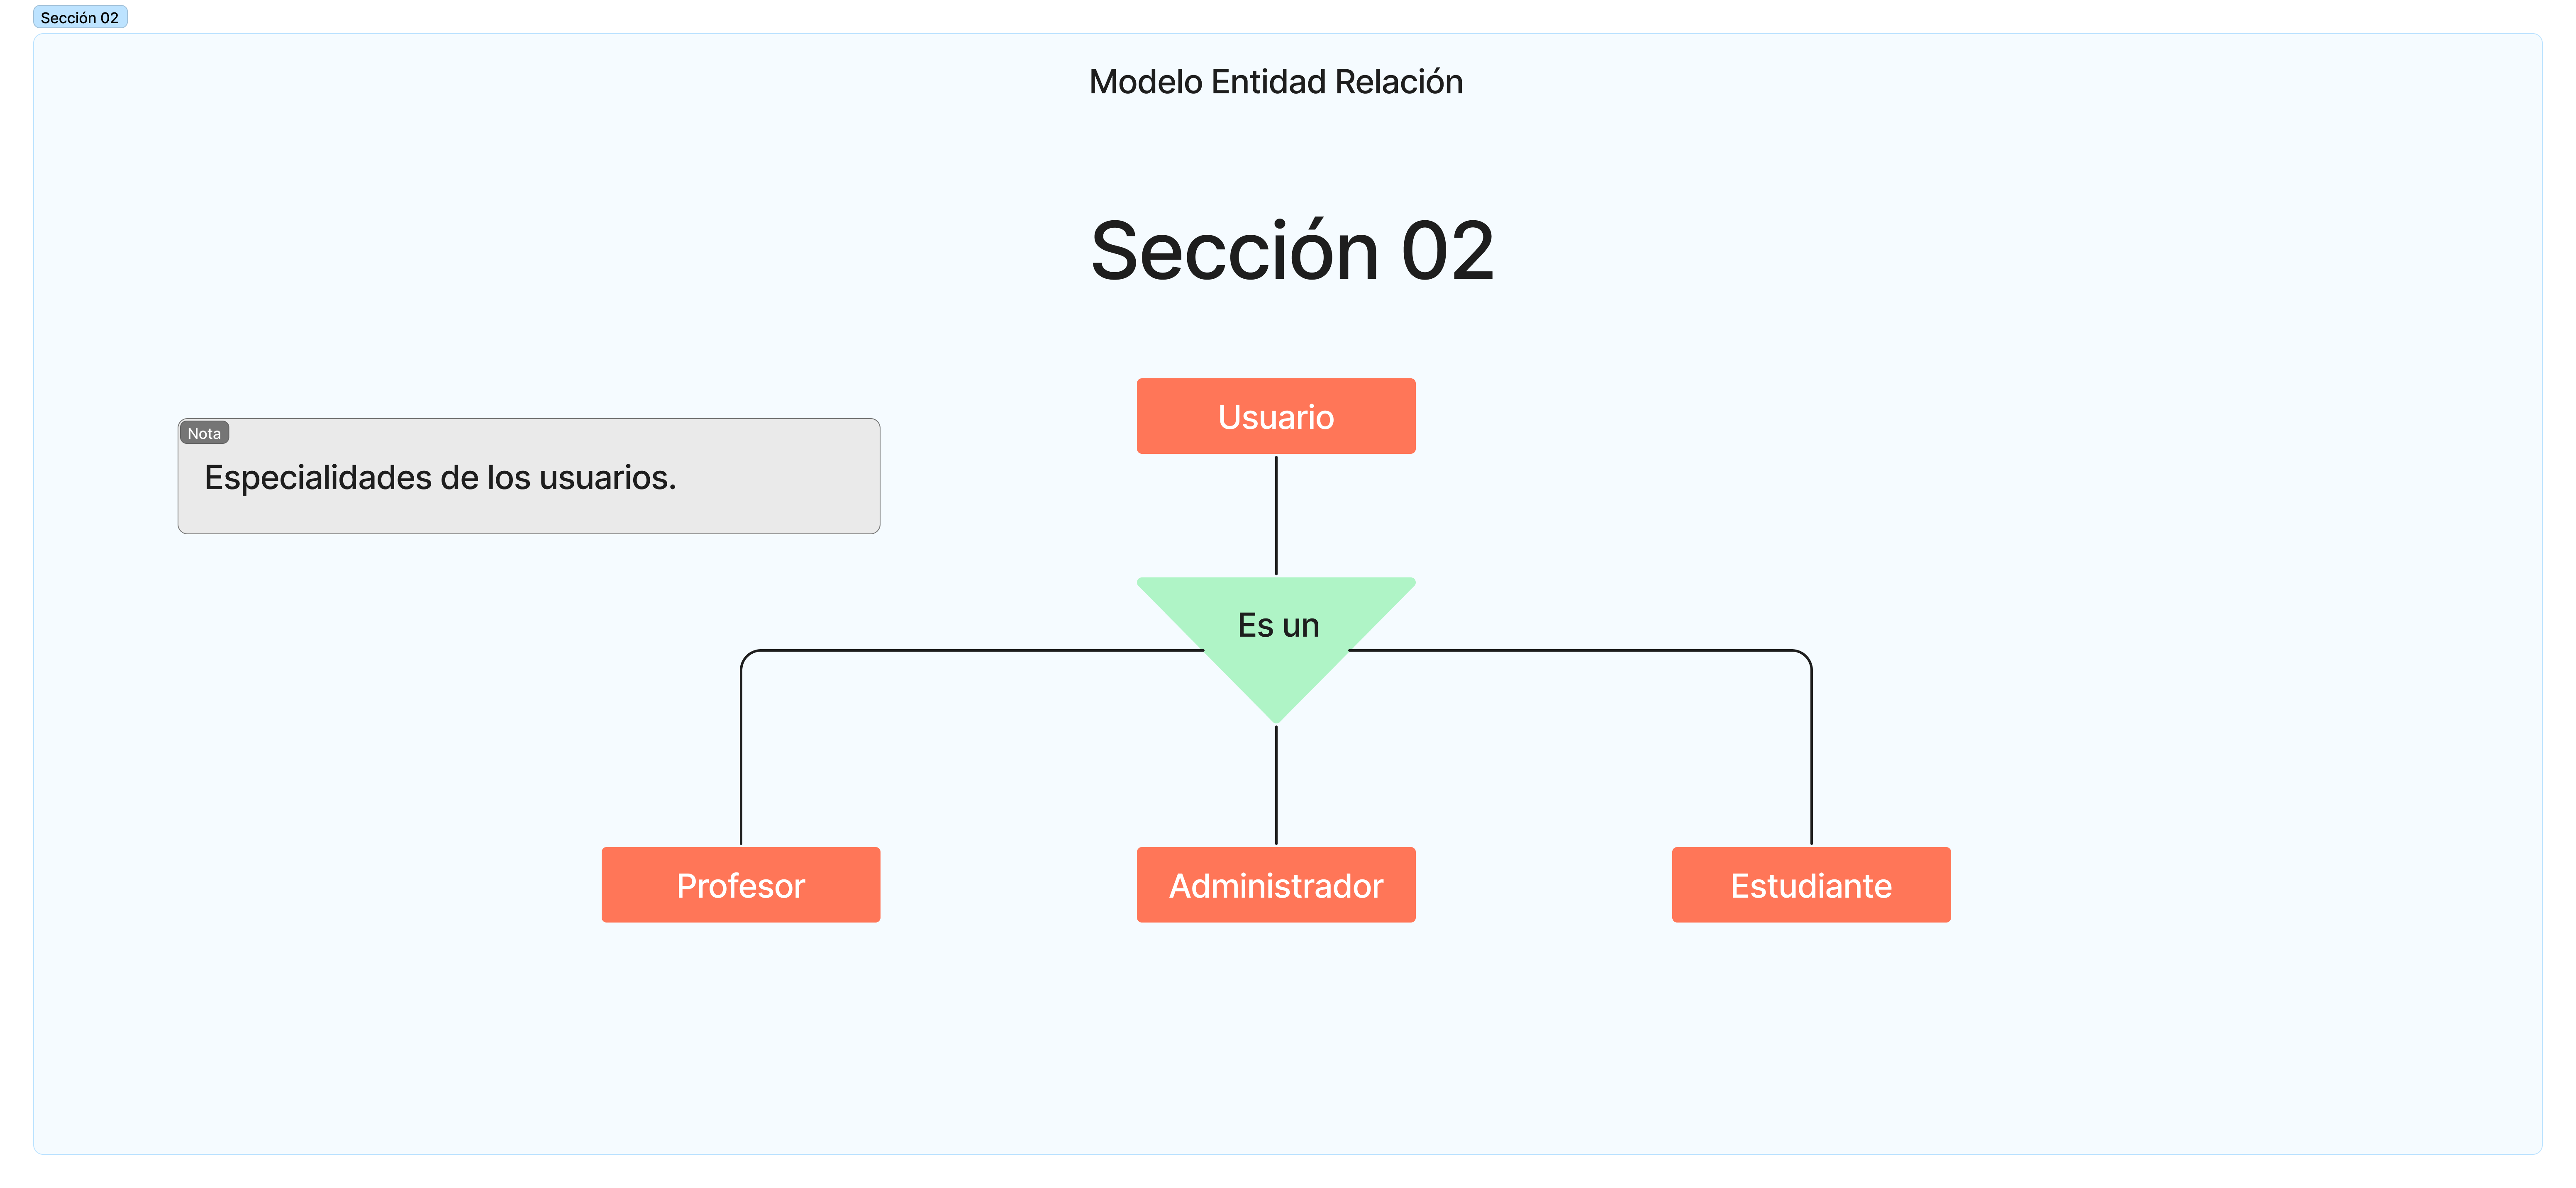 Sección 02
Modelo Entidad Relación
Sección 02
Usuario
Nota
Especialidades de los usuarios.
Es un
Profesor
Administrador
Estudiante